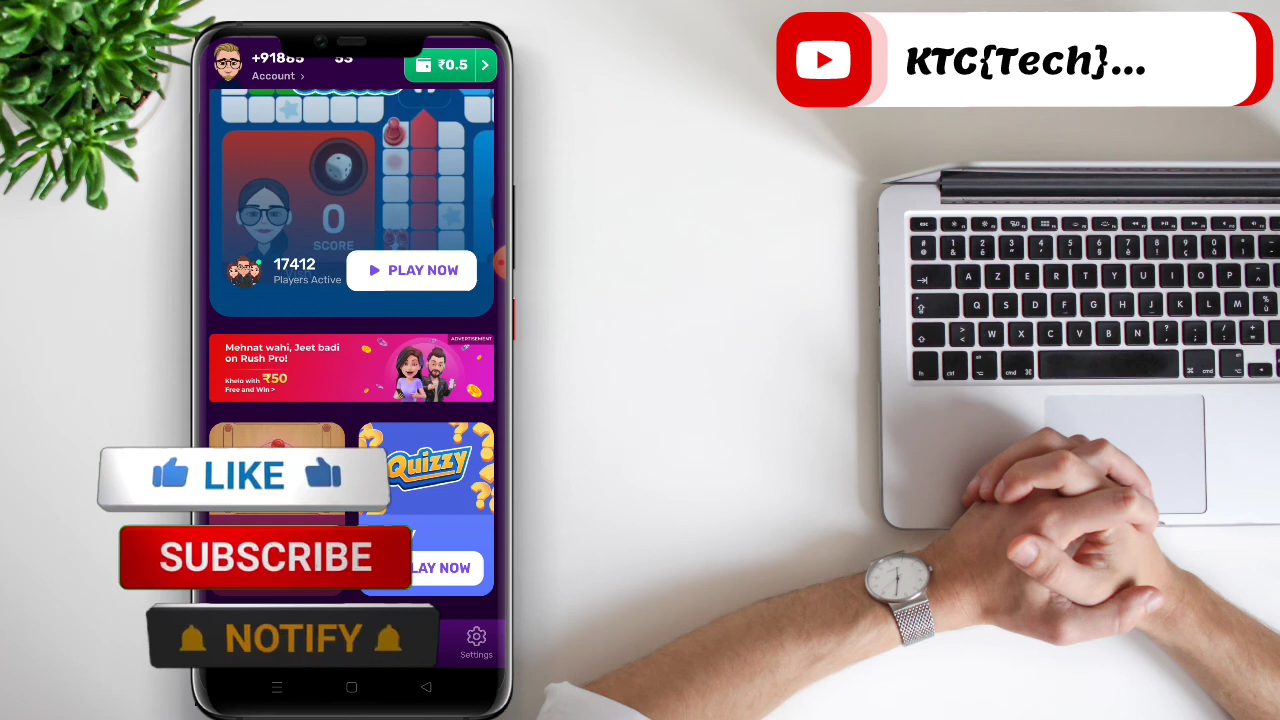 KTC{Tech}...
+91865 53
Account >
₹0.5 >
0
SCORE
17412
Players Active
PLAY NOW
ADVERTISEMENT
Mehnat wahi, Jeet badi
on Rush Pro!
Khelo with ₹50
Free and Win >
Quizzy
LIKE
SUBSCRIBE
LAY NOW
NOTIFY
Settings